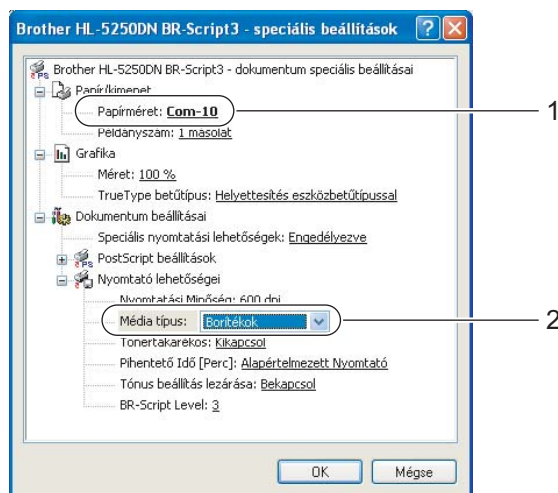 Brother HL-5250DN BR-Script3 - speciális beállítások
Brother HL-5250DN BR-Script3 - dokumentum speciális beállításai
Papír/kimenet
Papírméret: Com-10
1
Példányszám: 1 másolat
Grafika
Méret: 100 %
TrueType betűtípus: Helyettesítés eszközbetűtípussal
Dokumentum beállításai
Speciális nyomtatási lehetőségek: Engedélyezve
PostScript beállítások
Nyomtató lehetőségei
Nyomtatási Minőség: 600 dpi
Média típus: Borítékok
2
Tonertakarékos: Kikapcsol
Pihentető Idő [Perc]: Alapértelmezett Nyomtató
Tónus beállítás lezárása: Bekapcsol
BR-Script Level: 3
OK Mégse